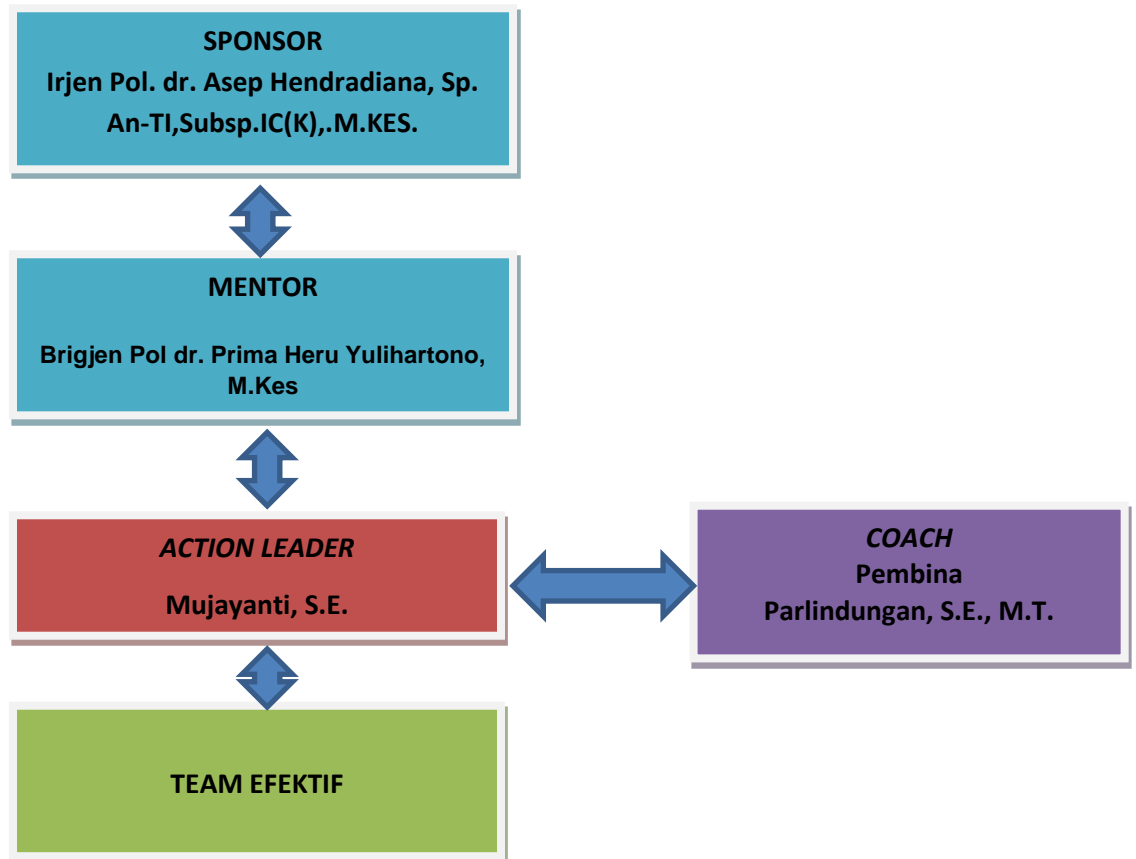 SPONSOR
Irjen Pol. dr. Asep Hendradiana, Sp.
An-TI,Subsp.IC(K),.M.KES.
MENTOR
Brigjen Pol dr. Prima Heru Yulihartono,
M.Kes
ACTION LEADER
Mujayanti, S.E.
COACH
Pembina
Parlindungan, S.E., M.T.
TEAM EFEKTIF